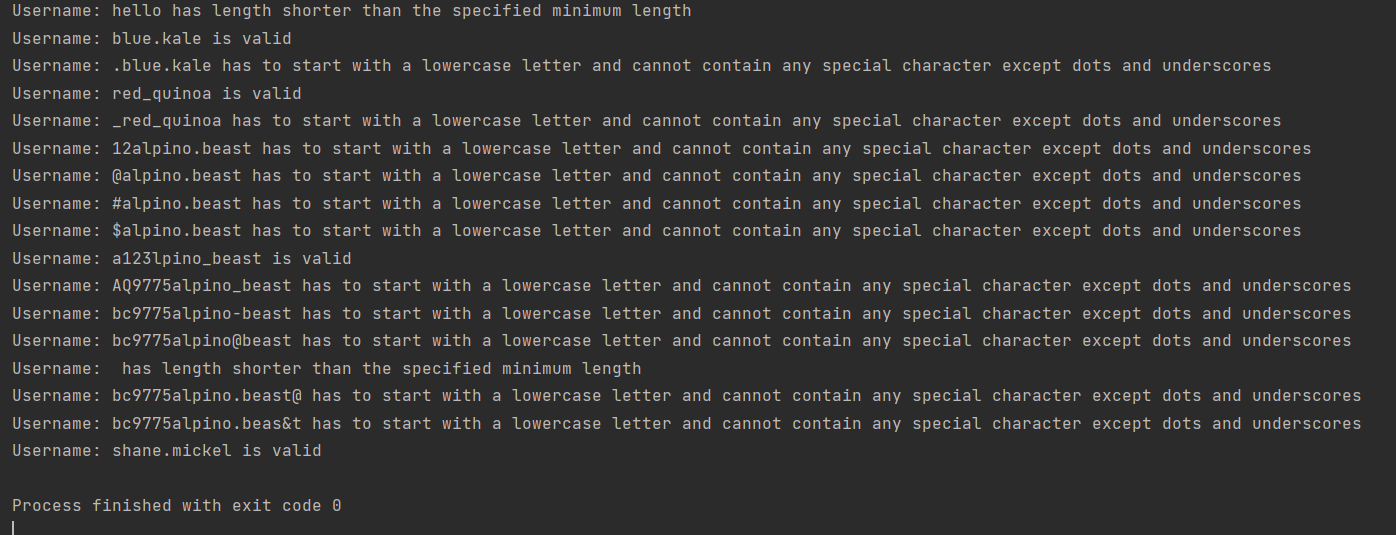 Username: hello has length shorter than the specified minimum length
Username: blue.kale is valid
Username: .blue.kale has to start with a lowercase letter and cannot contain any special character except dots and underscores
Username: red_quinoa is valid
Username: _red_quinoa has to start with a lowercase letter and cannot contain any special character except dots and underscores
Username: 12alpino.beast has to start with a lowercase letter and cannot contain any special character except dots and underscores
Username: @alpino.beast has to start with a lowercase letter and cannot contain any special character except dots and underscores
Username: #alpino.beast has to start with a lowercase letter and cannot contain any special character except dots and underscores
Username: $alpino.beast has to start with a lowercase letter and cannot contain any special character except dots and underscores
Username: a123lpino_beast is valid
Username: AQ9775alpino_beast has to start with a lowercase letter and cannot contain any special character except dots and underscores
Username: bc9775alpino-beast has to start with a lowercase letter and cannot contain any special character except dots and underscores
Username: bc9775alpino@beast has to start with a lowercase letter and cannot contain any special character except dots and underscores
Username:  has length shorter than the specified minimum length
Username: bc9775alpino.beast@ has to start with a lowercase letter and cannot contain any special character except dots and underscores
Username: bc9775alpino.beas&t has to start with a lowercase letter and cannot contain any special character except dots and underscores
Username: shane.mickel is valid
Process finished with exit code 0